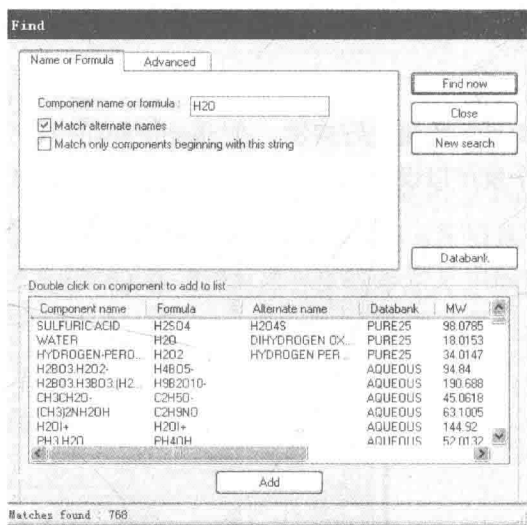 Find
Name or Formula Advanced
Find now
Component name or formula: H2O
Close
Match alternate names
Match only components beginning with this string
New search
Databank
Double click on component to add to list
Component name Formula Alternate name Databank MW
SULFURIC ACID H2SO4 H2O4S PURE25 98.0785
WATER H2O DIHYDROGEN OX... PURE25 18.0153
HYDROGEN-PERO... H2O2 HYDROGEN PER... PURE25 34.0147
H2BO3.H2O2- H4BO5- AQUEOUS 94.84
H2BO3.H3BO3.(H2... H9B2O10- AQUEOUS 190.688
CH3CH2O- C2H5O- AQUEOUS 45.0618
(CH3)2NH2OH C2H9NO AQUEOUS 63.1005
H2OI+ H2OI+ AQUEOUS 144.92
PH3.H2O PH4OH AQUEOUS 52.0132
Add
Matches found : 768